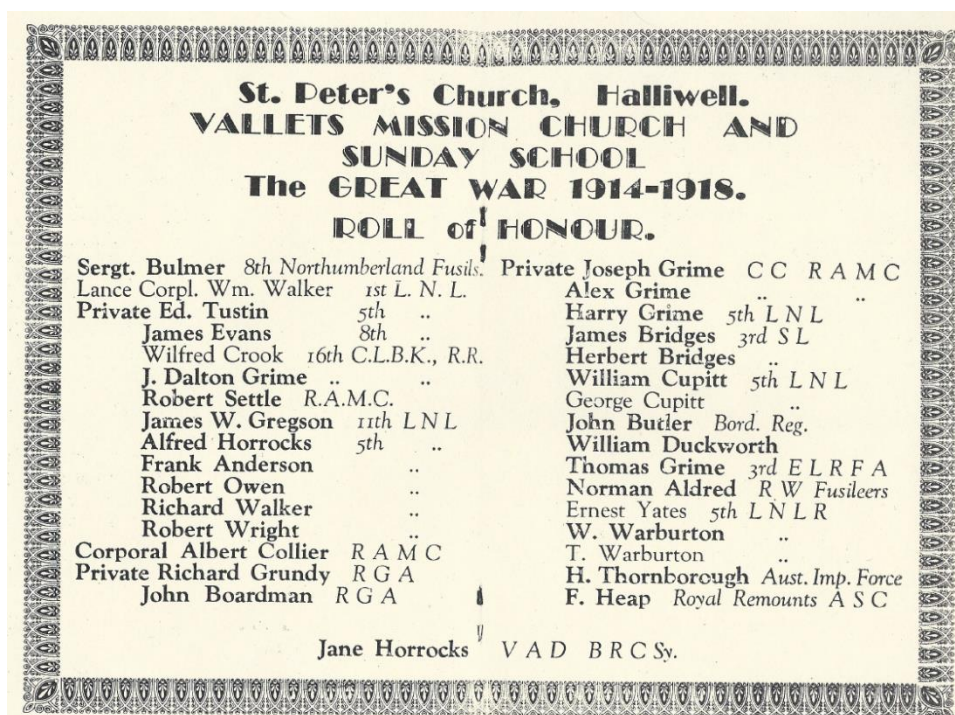 St. Peter's Church, Halliwell.
VALLETS MISSION CHURCH AND
SUNDAY SCHOOL
The GREAT WAR 1914-1918.
ROLL of HONOUR.
Sergt. Bulmer 8th Northumberland Fusils.
Lance Corpl. Wm. Walker 1st L. N. L.
Private Ed. Tustin 5th ..
James Evans 8th ..
Wilfred Crook 16th C.L.B.K., R.R.
J. Dalton Grime .. ..
Robert Settle R.A.M.C.
James W. Gregson 11th L N L
Alfred Horrocks 5th ..
Frank Anderson ..
Robert Owen ..
Richard Walker ..
Robert Wright ..
Corporal Albert Collier R A M C
Private Richard Grundy R G A
John Boardman R G A
Private Joseph Grime C C R A M C
Alex Grime .. ..
Harry Grime 5th L N L
James Bridges 3rd S L
Herbert Bridges ..
William Cupitt 5th L N L
George Cupitt ..
John Butler Bord. Reg.
William Duckworth
Thomas Grime 3rd E L R F A
Norman Aldred R W Fusileers
Ernest Yates 5th L N L R
W. Warburton ..
T. Warburton ..
H. Thornborough Aust. Imp. Force
F. Heap Royal Remounts A S C
Jane Horrocks V A D B R C Sy.